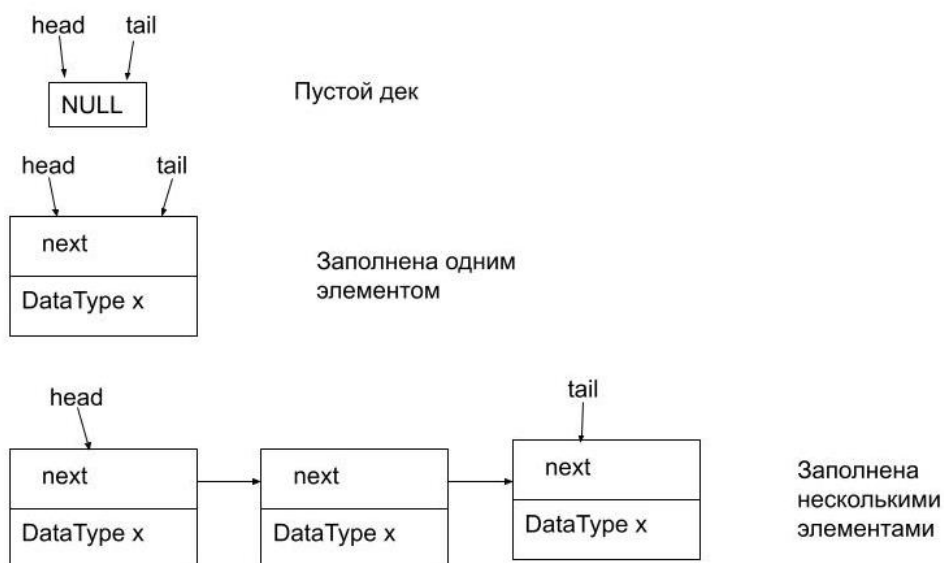 head tail
NULL
Пустой дек
head tail
next
DataType x
Заполнена одним
элементом
head
tail
next
next
next
DataType x
DataType x
DataType x
Заполнена
несколькими
элементами